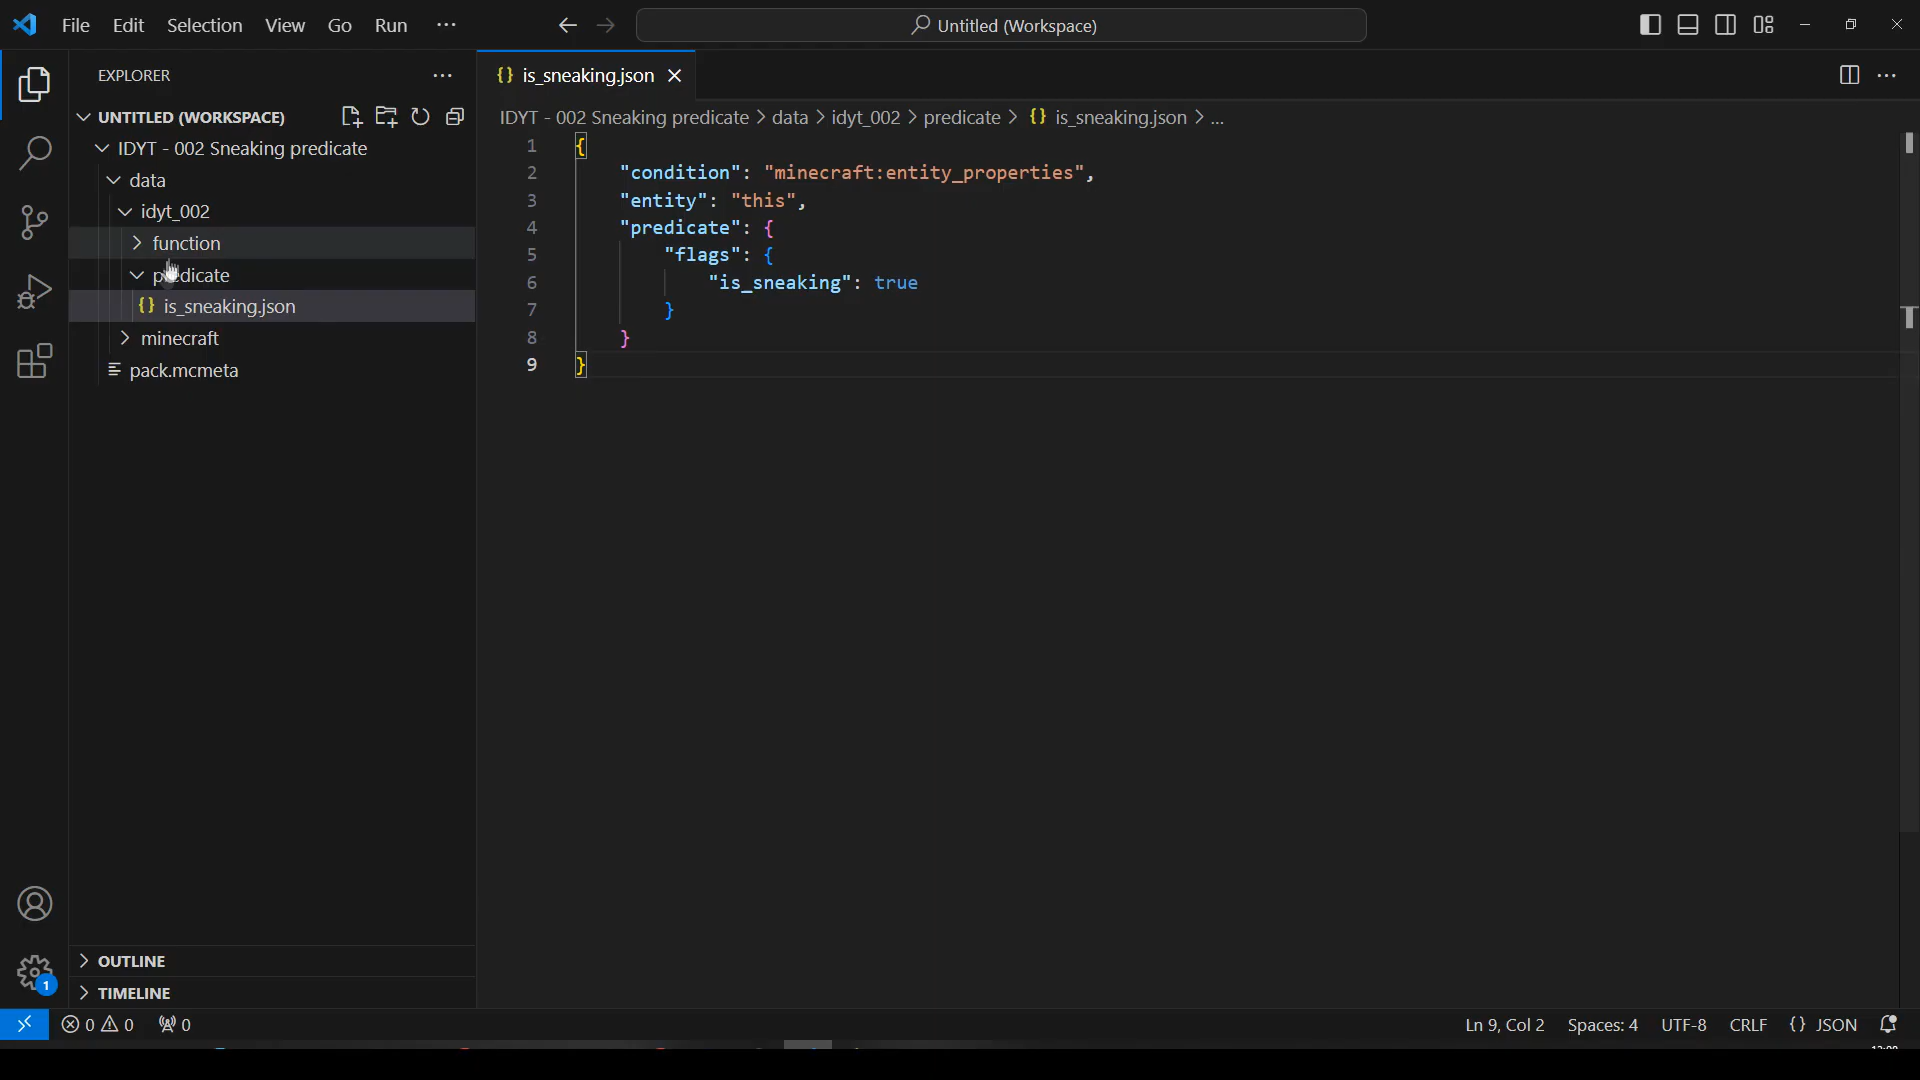 File Edit Selection View Go Run ···
Untitled (Workspace)
EXPLORER ···
UNTITLED (WORKSPACE)
IDYT - 002 Sneaking predicate
data
idyt_002
function
predicate
{} is_sneaking.json
minecraft
pack.mcmeta
OUTLINE
TIMELINE
{} is_sneaking.json
IDYT - 002 Sneaking predicate > data > idyt_002 > predicate > {} is_sneaking.json > ...
1 {
2 "condition": "minecraft:entity_properties",
3 "entity": "this",
4 "predicate": {
5 "flags": {
6 "is_sneaking": true
7 }
8 }
9 }
1
0 0 0
Ln 9, Col 2 Spaces: 4 UTF-8 CRLF {} JSON